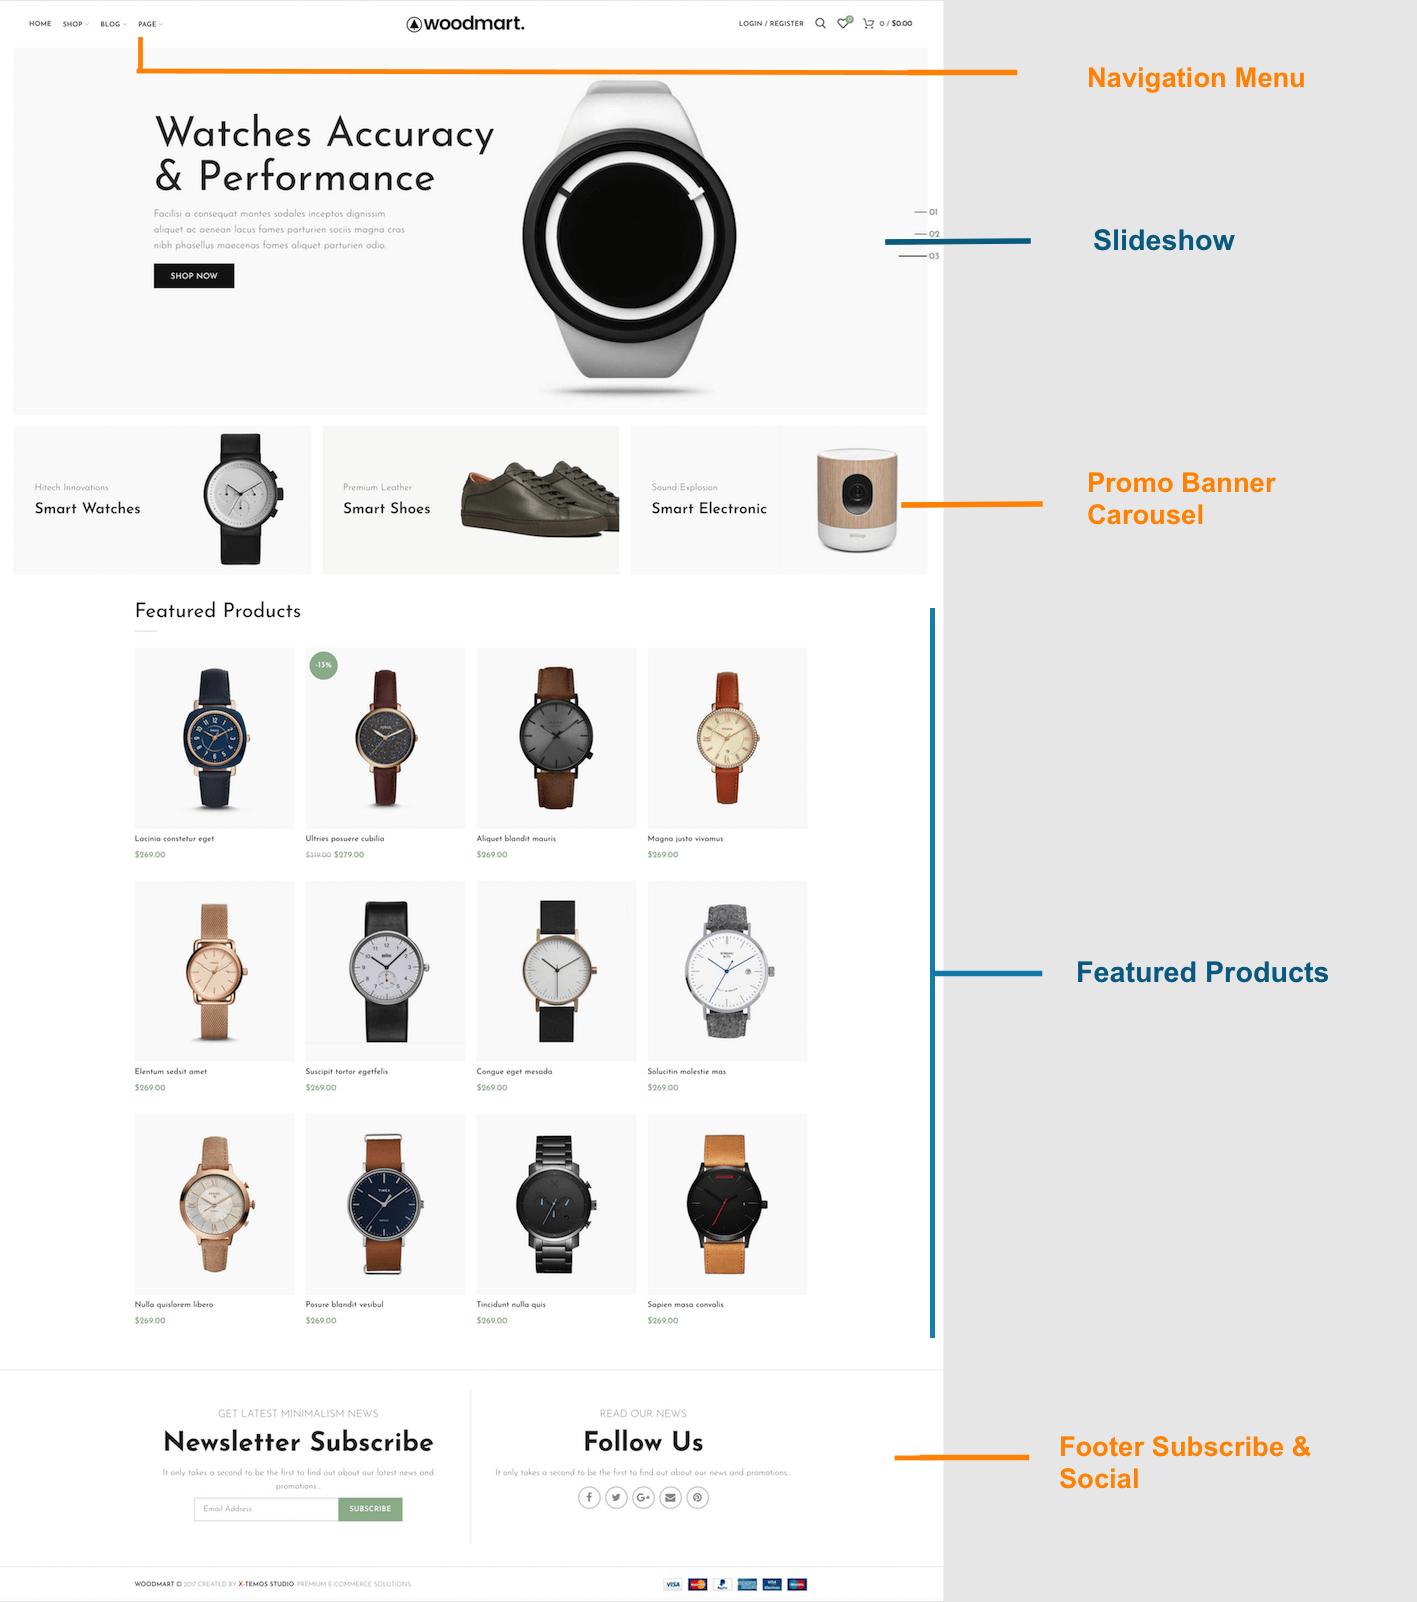 HOME SHOP BLOG PAGE
woodmart.
LOGIN / REGISTER 0 0 / $0.00
Navigation Menu
Watches Accuracy
& Performance
Facilisi a consequat montes sodales inceptos dignissim
aliquet ac aenean lacus fames parturien sociis magna cras
nibh phasellus maecenas fames aliquet parturien odio.
SHOP NOW
01
02
03
Slideshow
Hitech Innovations
Smart Watches
Premium Leather
Smart Shoes
Sound Explosion
Smart Electronic
Promo Banner
Carousel
Featured Products
-13%
Lacinia constetur eget
$269.00
Ultries posuere cubilia
$319.00 $279.00
Aliquet blandit mauris
$269.00
Magna justo vivamus
$269.00
Elentum sedsit amet
$269.00
Suscipit tortor egetfelis
$269.00
Congue eget mesada
$269.00
Solucitin molestie mas
$269.00
Featured Products
Nulla quislorem libero
$269.00
TIMEX
Posure blandit vesibul
$269.00
Tincidunt nulla quis
$269.00
Sapien masa convalis
$269.00
GET LATEST MINIMALISM NEWS
Newsletter Subscribe
It only takes a second to be the first to find out about our latest news and
promotions...
Email Address
SUBSCRIBE
READ OUR NEWS
Follow Us
It only takes a second to be the first to find out about our news and promotions...
Footer Subscribe &
Social
WOODMART © 2017 CREATED BY X-TEMOS STUDIO. PREMIUM E-COMMERCE SOLUTIONS.
VISA
PayPal